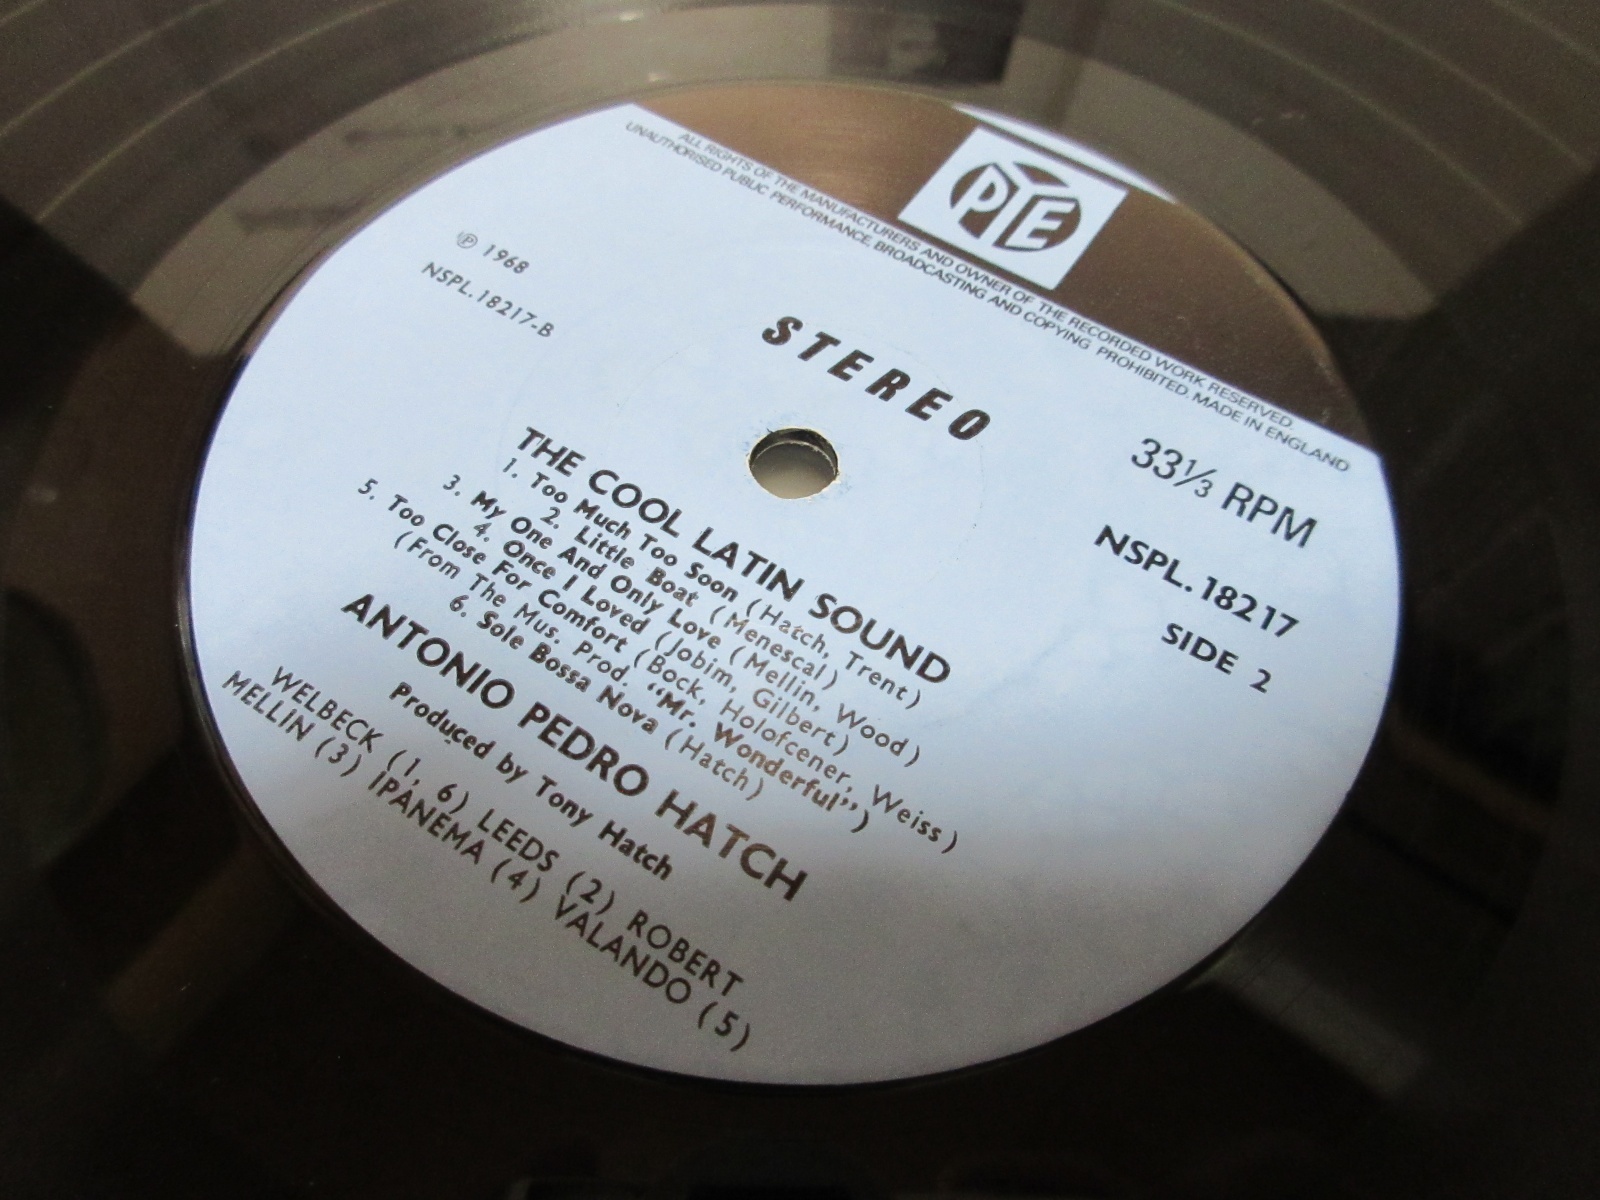 PYE
ALL RIGHTS OF THE MANUFACTURERS AND OWNER OF THE RECORDED WORK RESERVED.
UNAUTHORISED PUBLIC PERFORMANCE, BROADCASTING AND COPYING PROHIBITED. MADE IN ENGLAND
℗ 1968
NSPL.18217-B
STEREO
33⅓ RPM
NSPL.18217
SIDE 2
THE COOL LATIN SOUND
1. Too Much Too Soon (Hatch, Trent)
2. Little Boat (Menescal)
3. My One And Only Love (Mellin, Wood)
4. Once I Loved (Jobim, Gilbert)
5. Too Close For Comfort (Bock, Holofcener, Weiss)
(From The Mus. Prod. “Mr. Wonderful”)
6. Sole Bossa Nova (Hatch)
ANTONIO PEDRO HATCH
Produced by Tony Hatch
WELBECK (1, 6) LEEDS (2) ROBERT
MELLIN (3) IPANEMA (4) VALANDO (5)